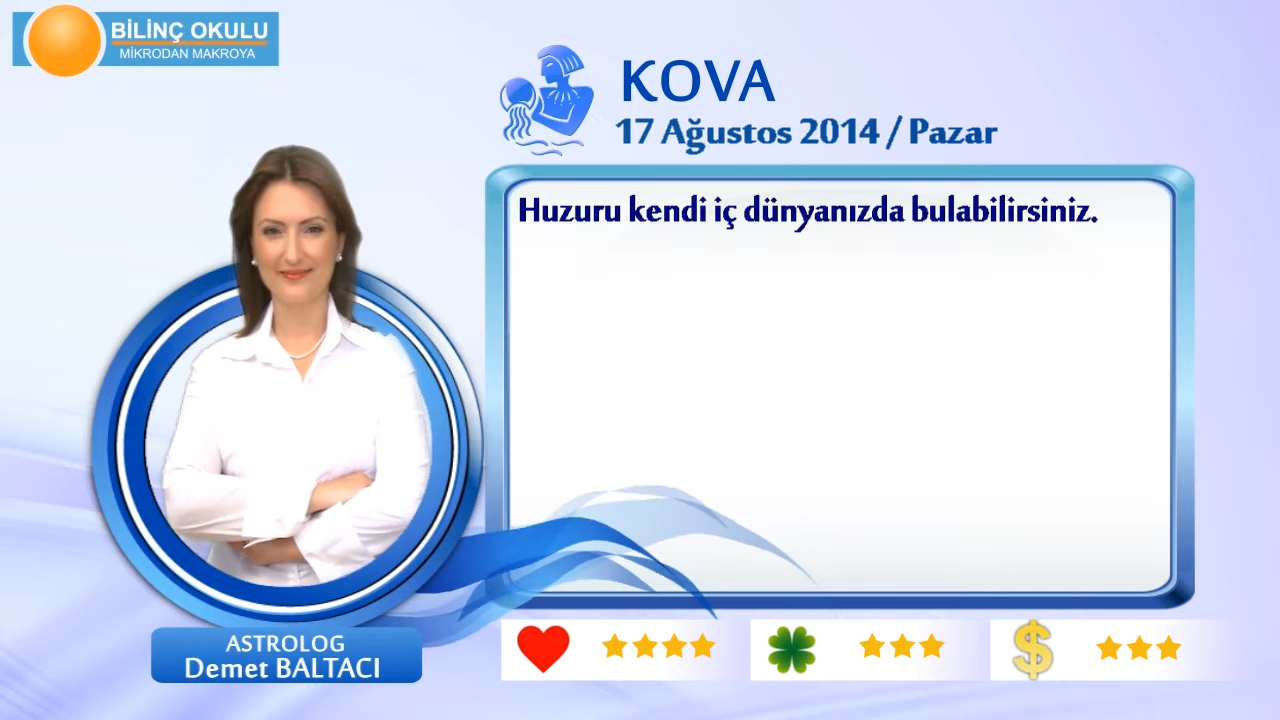 BİLİNÇ OKULU
MİKRODAN MAKROYA
KOVA
17 Ağustos 2014 / Pazar
Huzuru kendi iç dünyanızda bulabilirsiniz.
ASTROLOG
Demet BALTACI